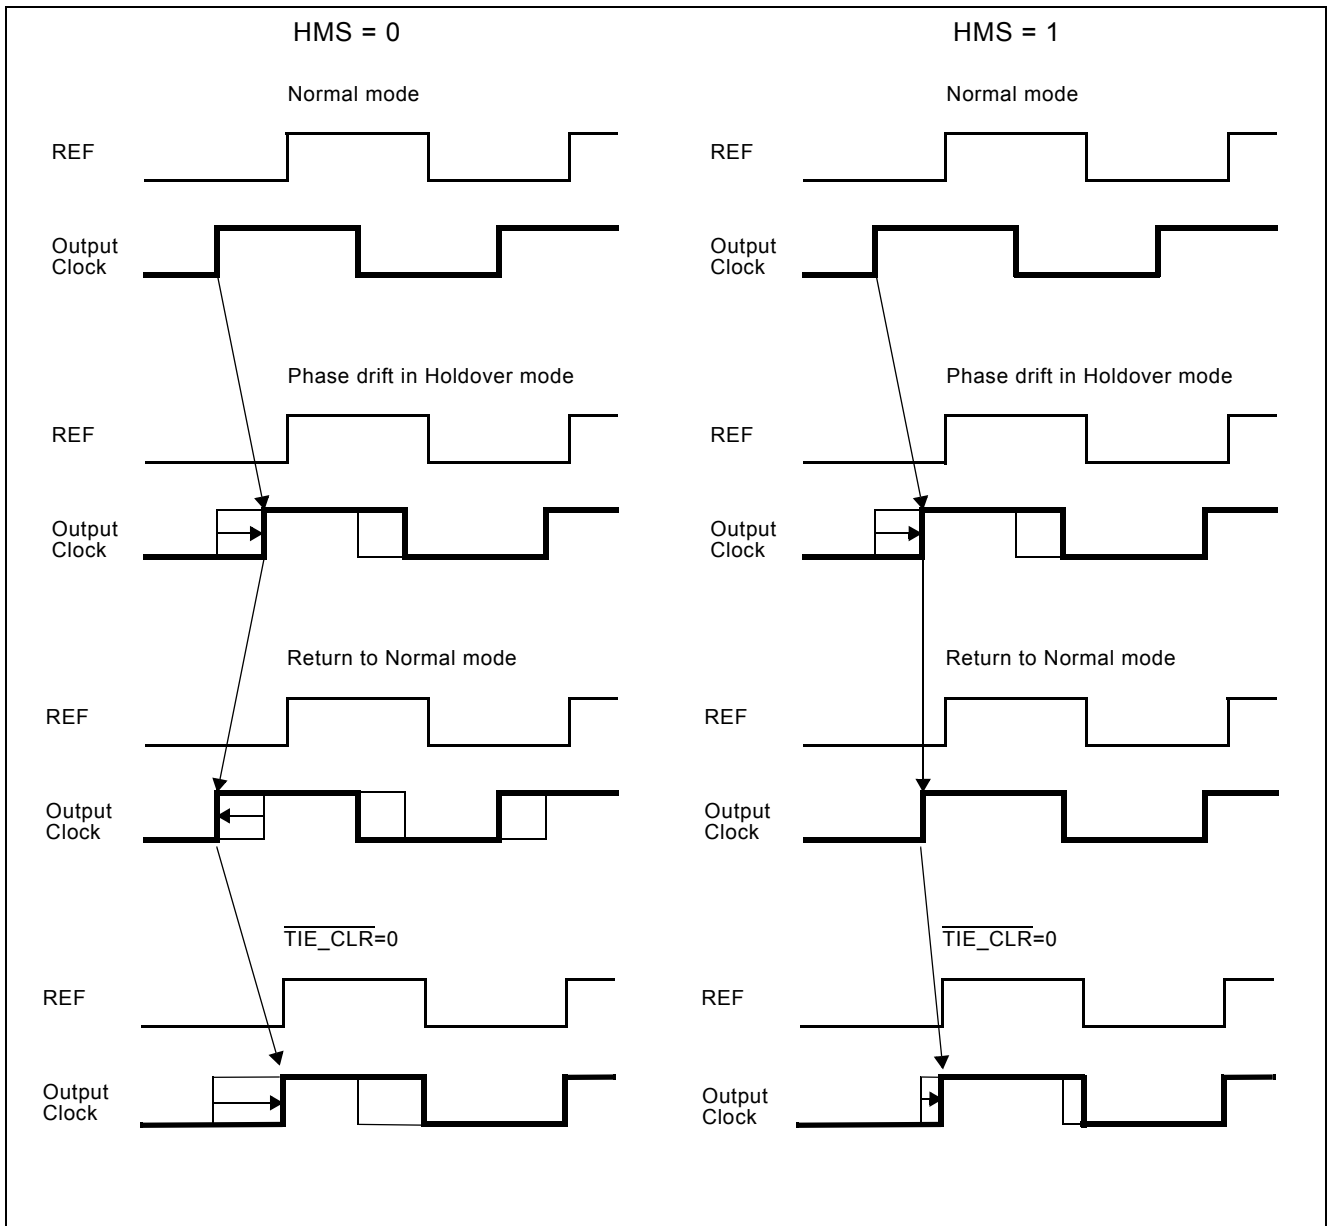 HMS = 0
Normal mode
REF
Output
Clock
Phase drift in Holdover mode
REF
Output
Clock
Return to Normal mode
REF
Output
Clock
TIE_CLR=0
REF
Output
Clock
HMS = 1
Normal mode
REF
Output
Clock
Phase drift in Holdover mode
REF
Output
Clock
Return to Normal mode
REF
Output
Clock
TIE_CLR=0
REF
Output
Clock